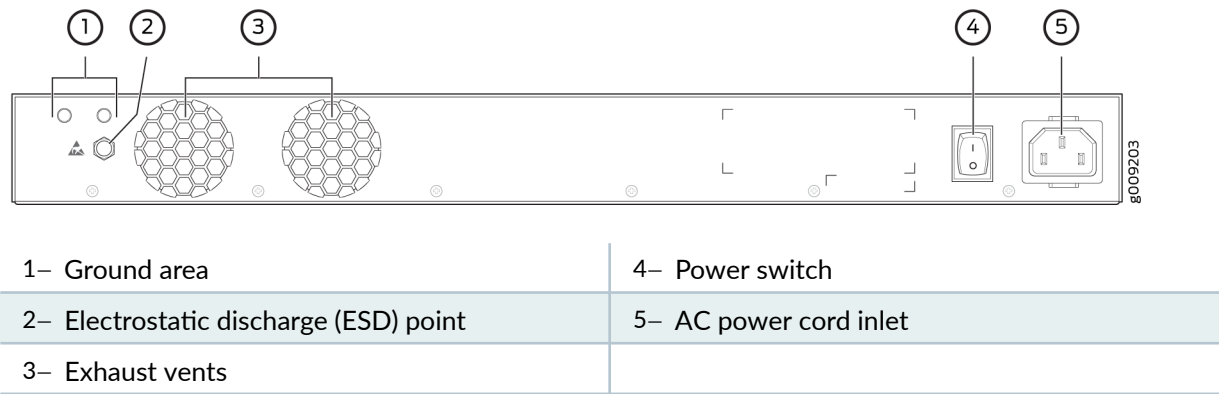 1 2 3 4 5
g009203
1– Ground area 4– Power switch
2– Electrostatic discharge (ESD) point 5– AC power cord inlet
3– Exhaust vents